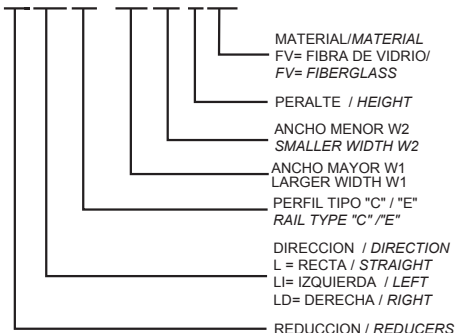 MATERIAL/MATERIAL
FV= FIBRA DE VIDRIO/
FV= FIBERGLASS
PERALTE / HEIGHT
ANCHO MENOR W2
SMALLER WIDTH W2
ANCHO MAYOR W1
LARGER WIDTH W1
PERFIL TIPO "C" / "E"
RAIL TYPE "C" /"E"
DIRECCION / DIRECTION
L = RECTA / STRAIGHT
LI= IZQUIERDA / LEFT
LD= DERECHA / RIGHT
REDUCCION / REDUCERS